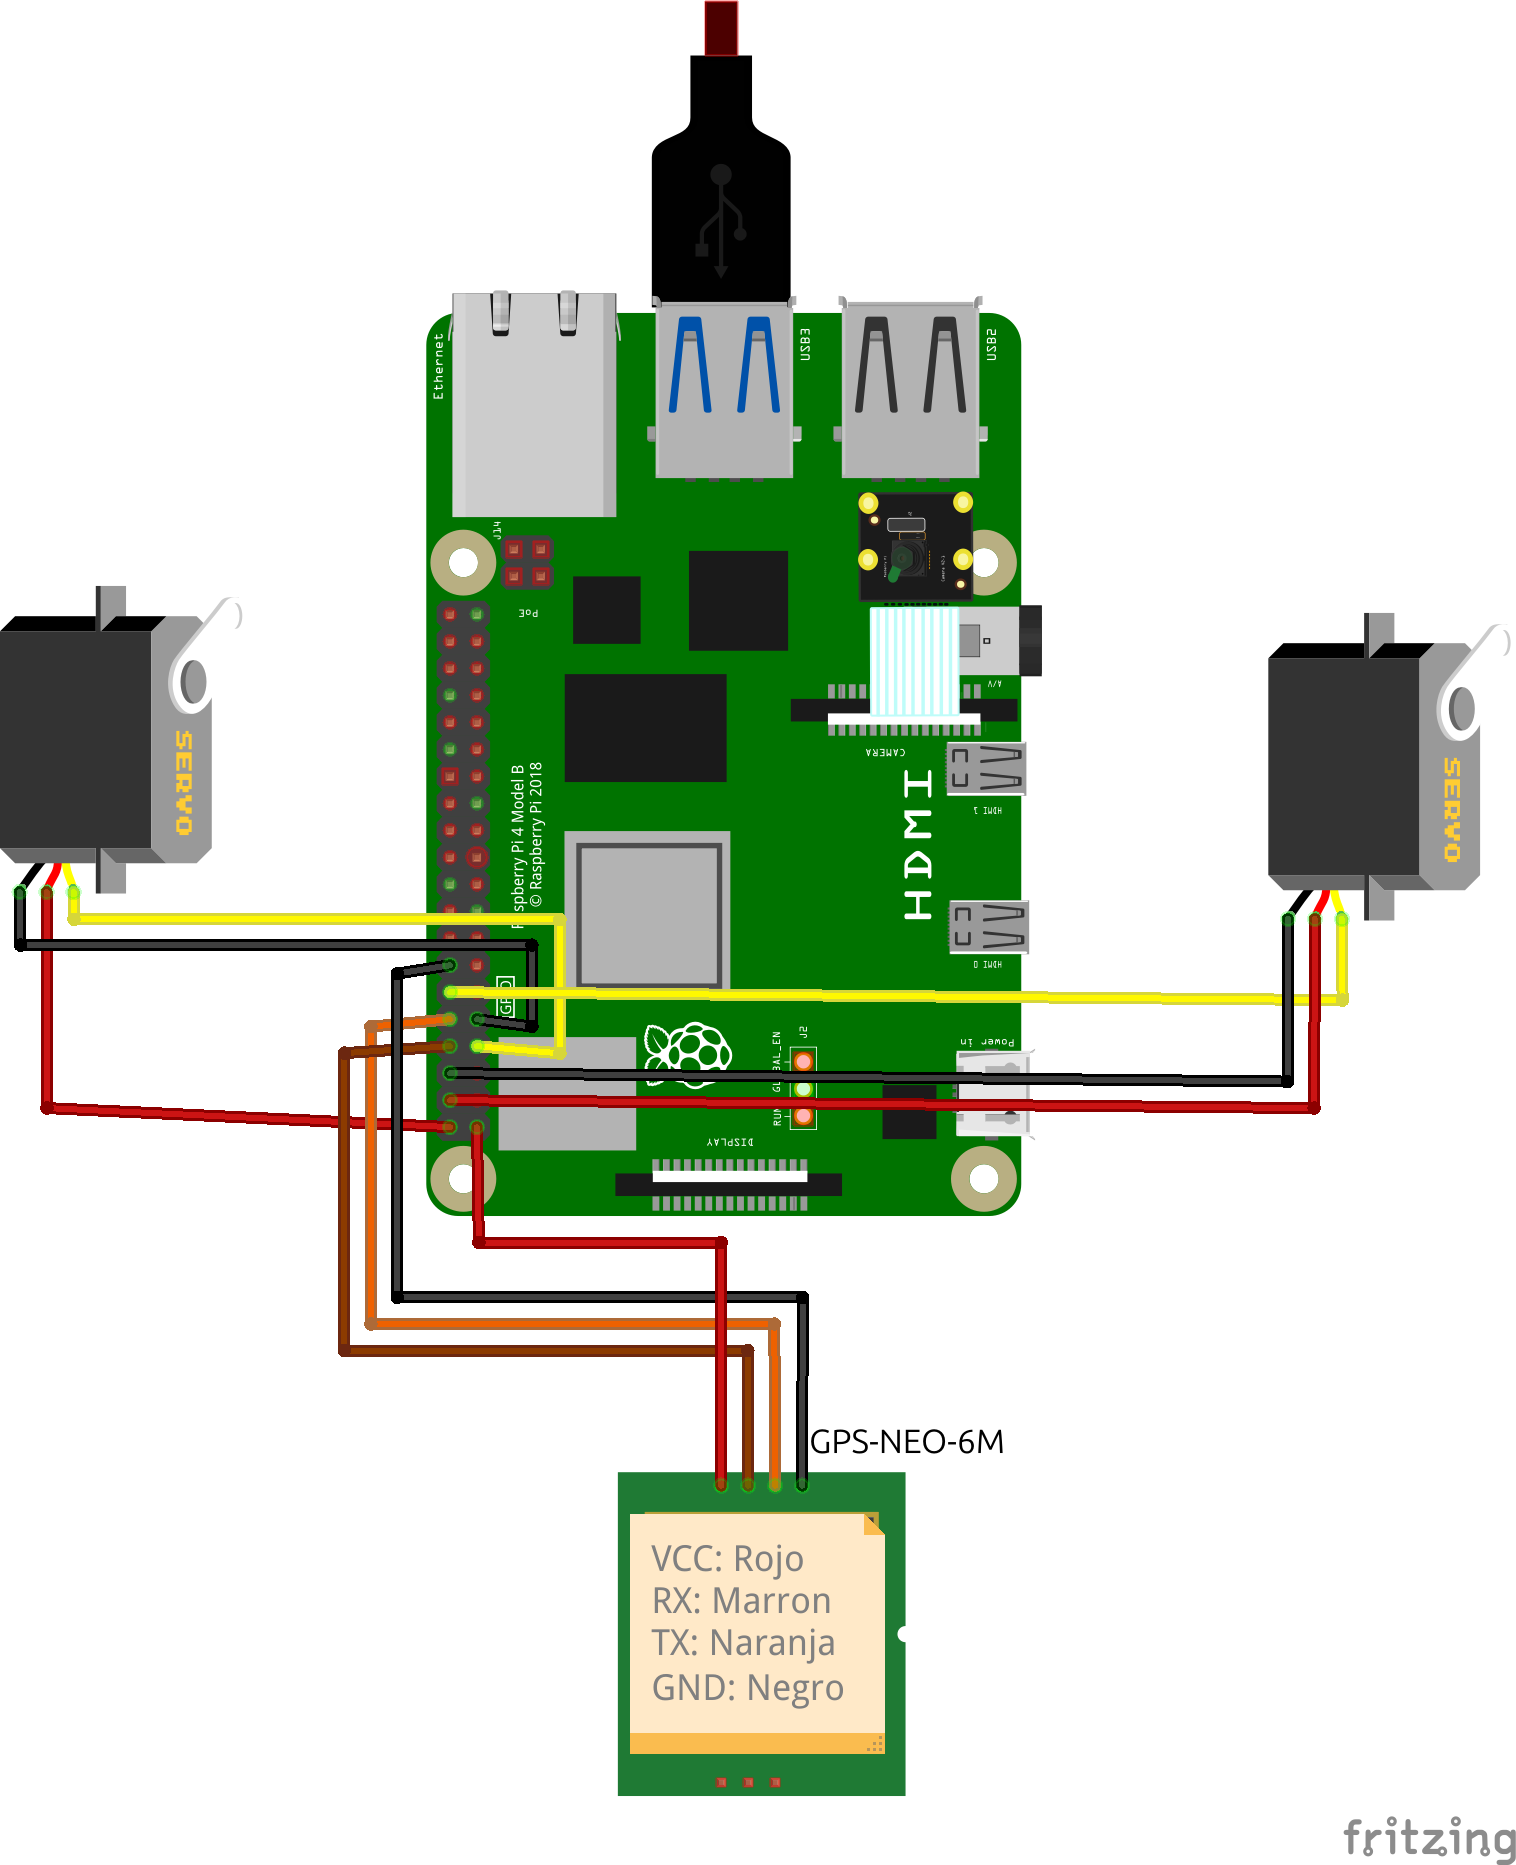 Ethernet
USB3
USB2
J14
PoE
A/V
CAMERA
HDMI
HDMI 1
HDMI 0
Raspberry Pi 4 Model B
© Raspberry Pi 2018
SERVO
SERVO
GPIO
J2
GLOBAL_EN
RUN
Power in
DISPLAY
GPS-NEO-6M
VCC: Rojo
RX: Marron
TX: Naranja
GND: Negro
fritzing